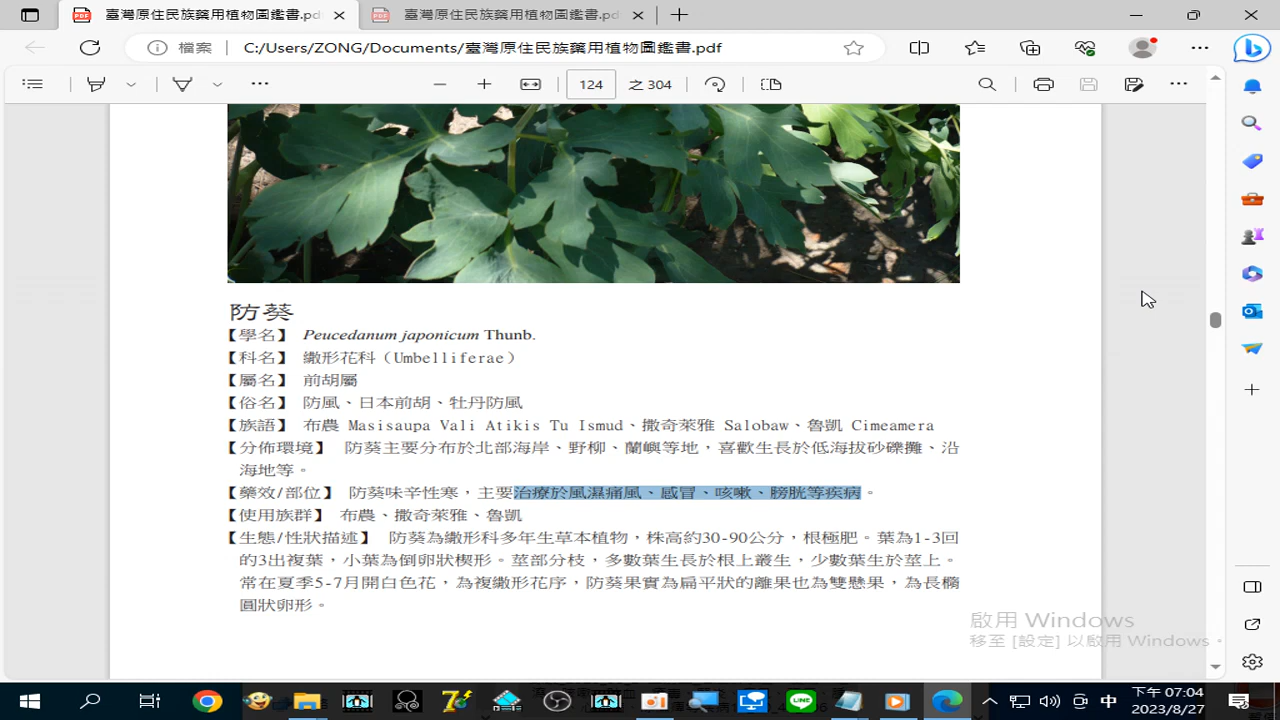 臺灣原住民族藥用植物圖鑑書.pdf
臺灣原住民族藥用植物圖鑑書.pdf
檔案 C:/Users/ZONG/Documents/臺灣原住民族藥用植物圖鑑書.pdf
124 之 304
防葵
【學名】 Peucedanum japonicum Thunb.
【科名】 繖形花科（Umbelliferae）
【屬名】 前胡屬
【俗名】 防風、日本前胡、牡丹防風
【族語】 布農 Masisaupa Vali Atikis Tu Ismud、撒奇萊雅 Salobaw、魯凱 Cimeamera
【分佈環境】 防葵主要分布於北部海岸、野柳、蘭嶼等地，喜歡生長於低海拔砂礫攤、沿
海地等。
【藥效/部位】 防葵味辛性寒，主要治療於風濕痛風、感冒、咳嗽、膀胱等疾病。
【使用族群】 布農、撒奇萊雅、魯凱
【生態/性狀描述】 防葵為繖形科多年生草本植物，株高約30-90公分，根極肥。葉為1-3回
的3出複葉，小葉為倒卵狀楔形。莖部分枝，多數葉生長於根上叢生，少數葉生於莖上。
常在夏季5-7月開白色花，為複繖形花序，防葵果實為扁平狀的離果也為雙懸果，為長橢
圓狀卵形。
啟用 Windows
移至 [設定] 以啟用 Windows。
中
下午 07:04
2023/8/27